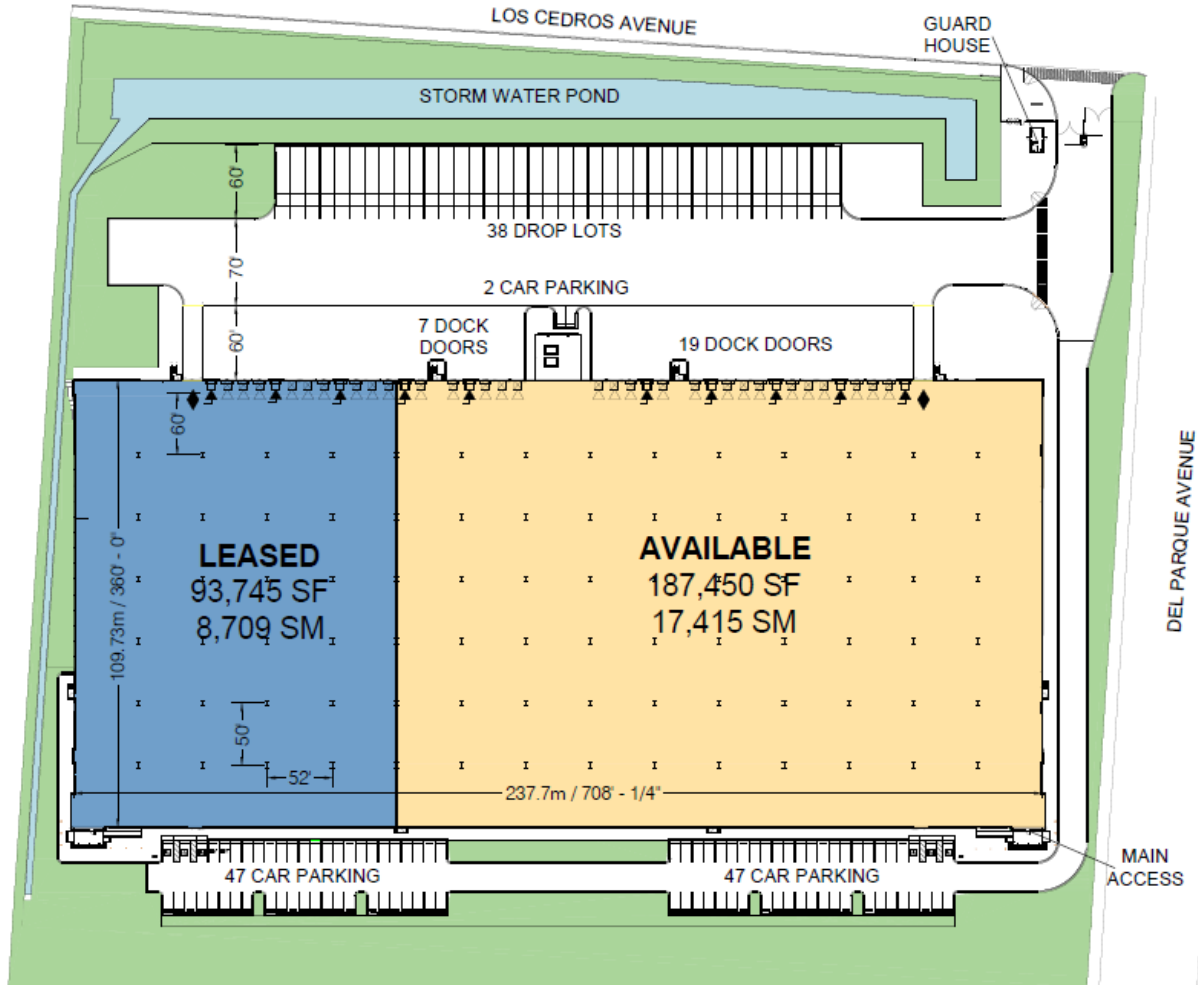 LOS CEDROS AVENUE
GUARD
HOUSE
STORM WATER POND
60'
38 DROP LOTS
70'
2 CAR PARKING
7 DOCK
DOORS
19 DOCK DOORS
60'
60'
LEASED
93,745 SF
8,709 SM
AVAILABLE
187,450 SF
17,415 SM
109.73m / 360' - 0"
DEL PARQUE AVENUE
50'
52'
237.7m / 708' - 1/4"
47 CAR PARKING
47 CAR PARKING
MAIN
ACCESS